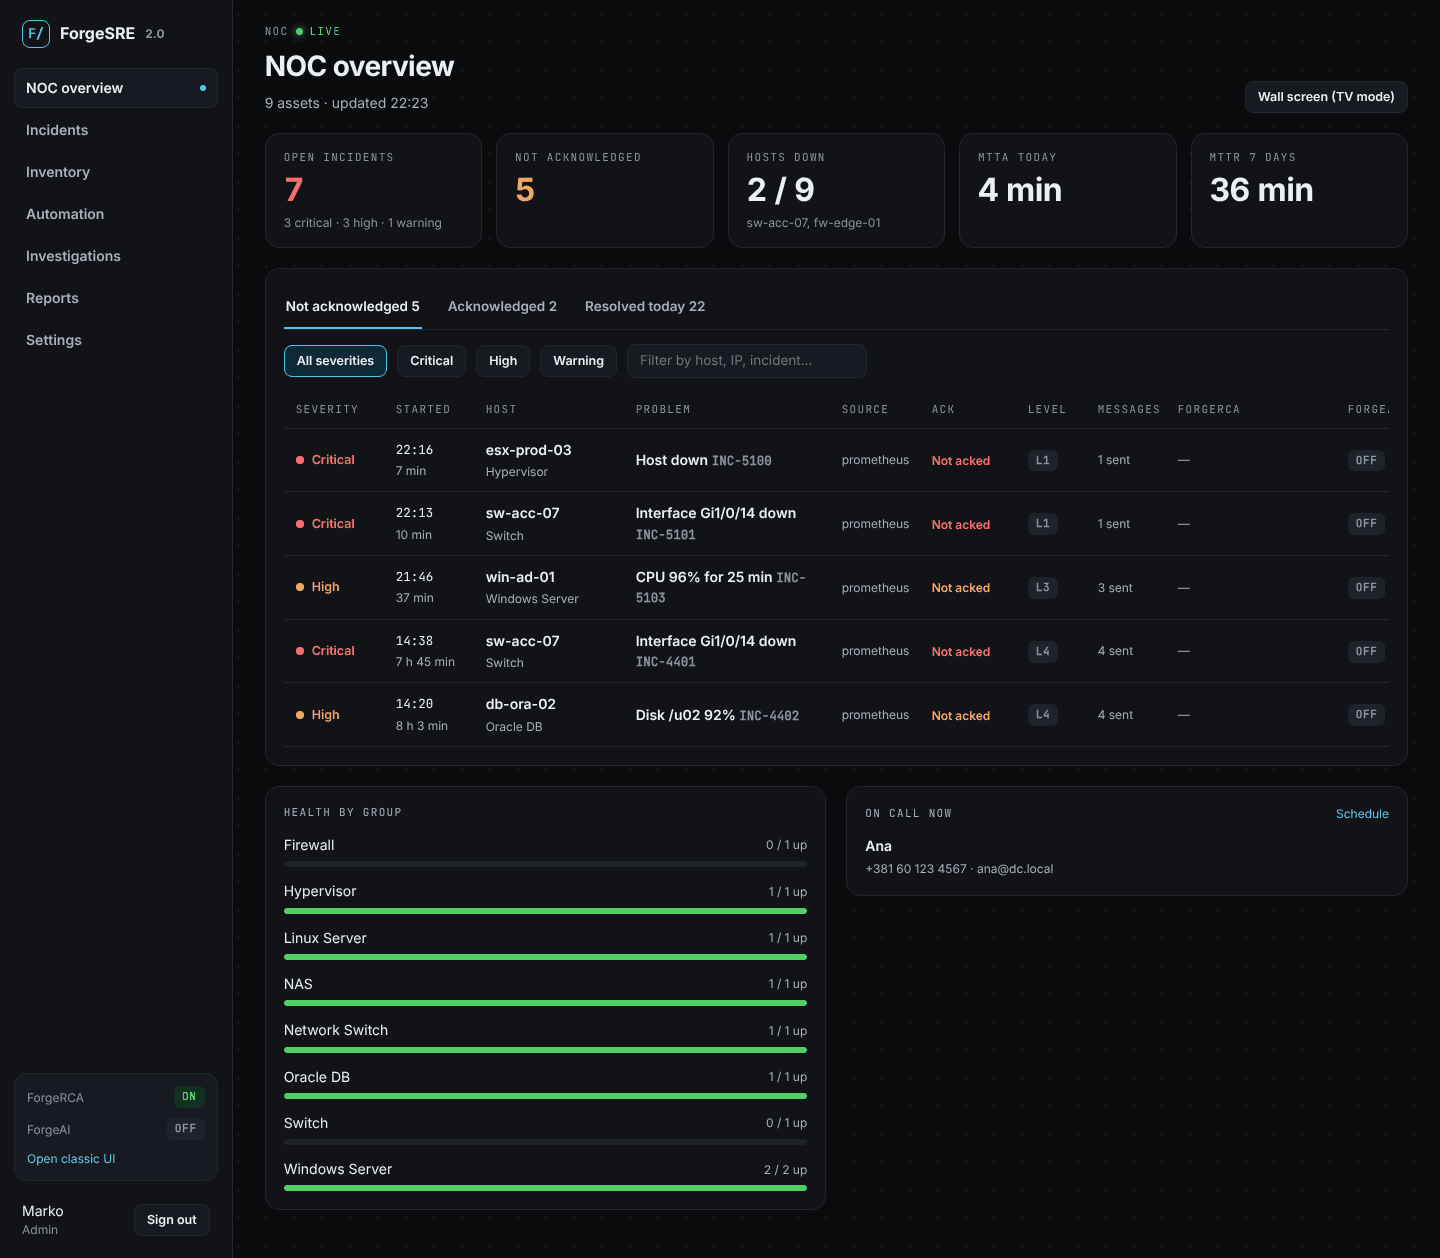 F/ ForgeSRE 2.0
NOC overview
Incidents
Inventory
Automation
Investigations
Reports
Settings
ForgeRCA ON
ForgeAI OFF
Open classic UI
Marko
Admin
Sign out
NOC LIVE
NOC overview
9 assets · updated 22:23
Wall screen (TV mode)
OPEN INCIDENTS
7
3 critical · 3 high · 1 warning
NOT ACKNOWLEDGED
5
HOSTS DOWN
2 / 9
sw-acc-07, fw-edge-01
MTTA TODAY
4 min
MTTR 7 DAYS
36 min
Not acknowledged 5 Acknowledged 2 Resolved today 22
All severities Critical High Warning Filter by host, IP, incident...
SEVERITY STARTED HOST PROBLEM SOURCE ACK LEVEL MESSAGES FORGERCA
Critical 22:16 esx-prod-03 Host down INC-5100 prometheus Not acked L1 1 sent — OFF
7 min Hypervisor
Critical 22:13 sw-acc-07 Interface Gi1/0/14 down prometheus Not acked L1 1 sent — OFF
10 min Switch INC-5101
High 21:46 win-ad-01 CPU 96% for 25 min INC- prometheus Not acked L3 3 sent — OFF
37 min Windows Server 5103
Critical 14:38 sw-acc-07 Interface Gi1/0/14 down prometheus Not acked L4 4 sent — OFF
7 h 45 min Switch INC-4401
High 14:20 db-ora-02 Disk /u02 92% INC-4402 prometheus Not acked L4 4 sent — OFF
8 h 3 min Oracle DB
HEALTH BY GROUP
Firewall 0 / 1 up
Hypervisor 1 / 1 up
Linux Server 1 / 1 up
NAS 1 / 1 up
Network Switch 1 / 1 up
Oracle DB 1 / 1 up
Switch 0 / 1 up
Windows Server 2 / 2 up
ON CALL NOW Schedule
Ana
+381 60 123 4567 · ana@dc.local